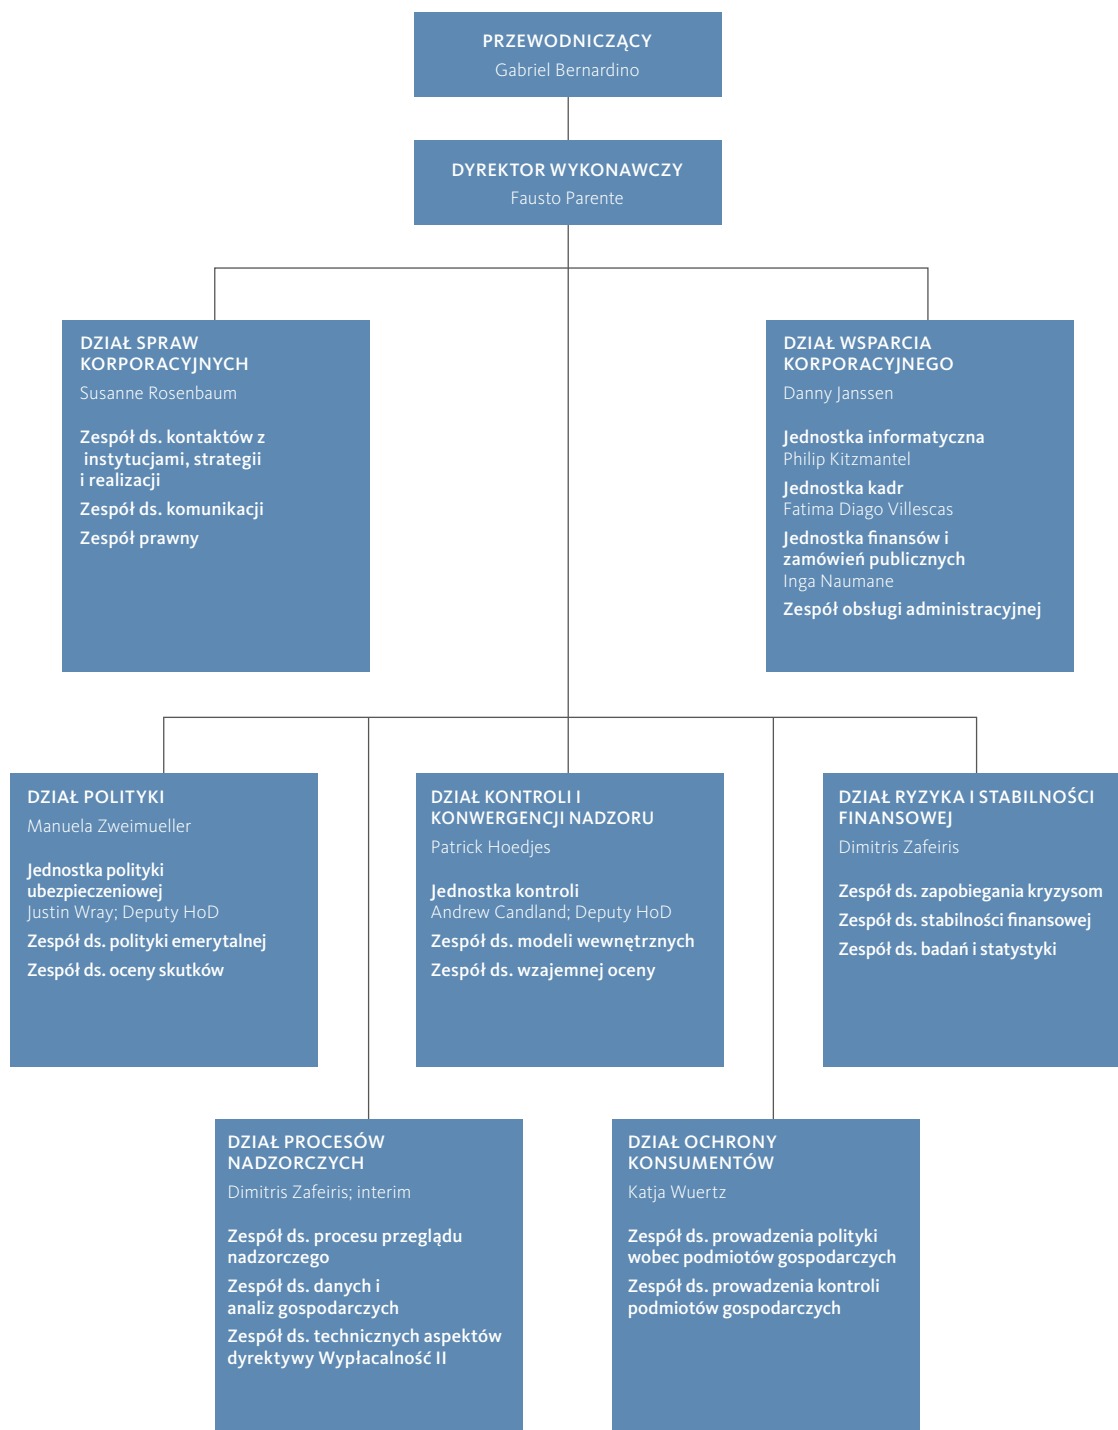 PRZEWODNICZĄCY
Gabriel Bernardino
DYREKTOR WYKONAWCZY
Fausto Parente
DZIAŁ SPRAW
KORPORACYJNYCH
Susanne Rosenbaum
Zespół ds. kontaktów z
instytucjami, strategii
i realizacji
Zespół ds. komunikacji
Zespół prawny
DZIAŁ WSPARCIA
KORPORACYJNEGO
Danny Janssen
Jednostka informatyczna
Philip Kitzmantel
Jednostka kadr
Fatima Diago Villescas
Jednostka finansów i
zamówień publicznych
Inga Naumane
Zespół obsługi administracyjnej
DZIAŁ POLITYKI
Manuela Zweimueller
Jednostka polityki
ubezpieczeniowej
Justin Wray; Deputy HoD
Zespół ds. polityki emerytalnej
Zespół ds. oceny skutków
DZIAŁ KONTROLI I
KONWERGENCJI NADZORU
Patrick Hoedjes
Jednostka kontroli
Andrew Candland; Deputy HoD
Zespół ds. modeli wewnętrznych
Zespół ds. wzajemnej oceny
DZIAŁ RYZYKA I STABILNOŚCI
FINANSOWEJ
Dimitris Zafeiris
Zespół ds. zapobiegania kryzysom
Zespół ds. stabilności finansowej
Zespół ds. badań i statystyki
DZIAŁ PROCESÓW
NADZORCZYCH
Dimitris Zafeiris; interim
Zespół ds. procesu przeglądu
nadzorczego
Zespół ds. danych i
analiz gospodarczych
Zespół ds. technicznych aspektów
dyrektywy Wypłacalność II
DZIAŁ OCHRONY
KONSUMENTÓW
Katja Wuertz
Zespół ds. prowadzenia polityki
wobec podmiotów gospodarczych
Zespół ds. prowadzenia kontroli
podmiotów gospodarczych